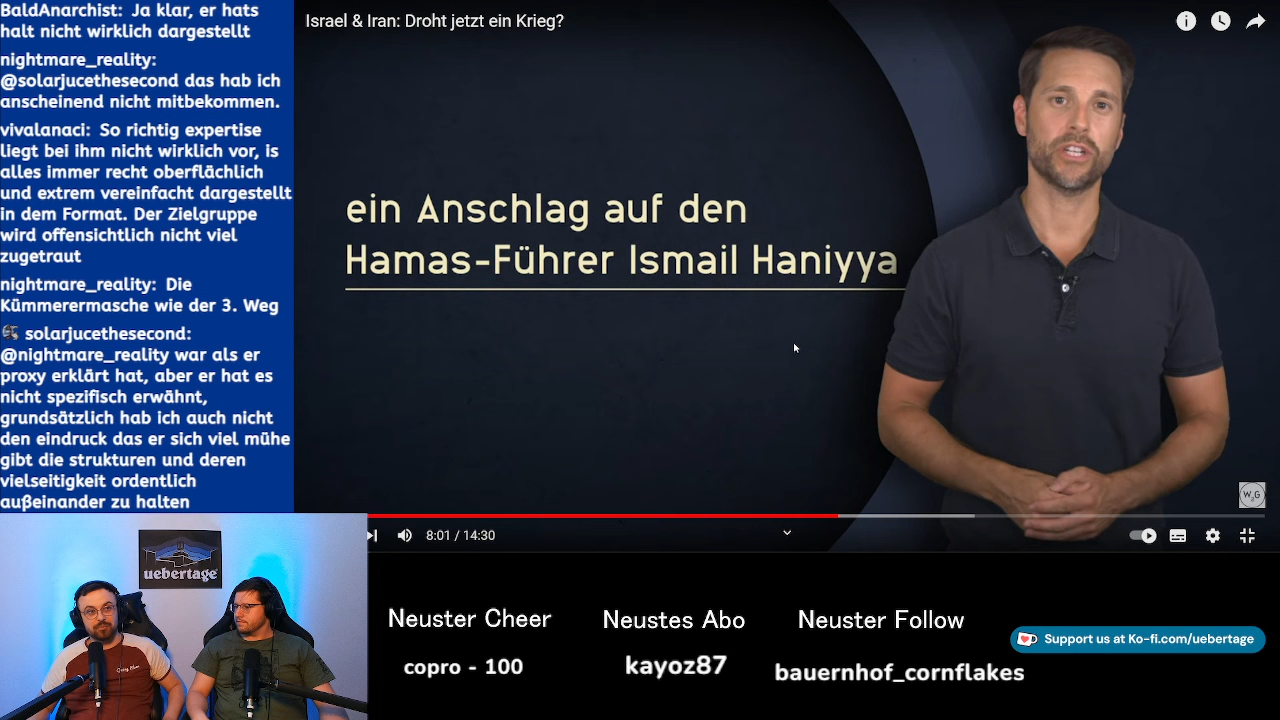 BaldAnarchist: Ja klar, er hats
halt nicht wirklich dargestellt
nightmare_reality:
@solarjucethesecond das hab ich
anscheinend nicht mitbekommen.
vivalanaci: So richtig expertise
liegt bei ihm nicht wirklich vor, is
alles immer recht oberflächlich
und extrem vereinfacht dargestellt
in dem Format. Der Zielgruppe
wird offensichtlich nicht viel
zugetraut
nightmare_reality: Die
Kümmerermasche wie der 3. Weg
solarjucethesecond:
@nightmare_reality war als er
proxy erklärt hat, aber er hat es
nicht spezifisch erwähnt,
grundsätzlich hab ich auch nicht
den eindruck das er sich viel mühe
gibt die strukturen und deren
vielseitigkeit ordentlich
außeinander zu halten
Israel & Iran: Droht jetzt ein Krieg?
ein Anschlag auf den
Hamas-Führer Ismail Haniyya
W2G
8:01 / 14:30
uebertage
Neuster Cheer
copro - 100
Neustes Abo
kayoz87
Neuster Follow
bauernhof_cornflakes
Support us at Ko-fi.com/uebertage